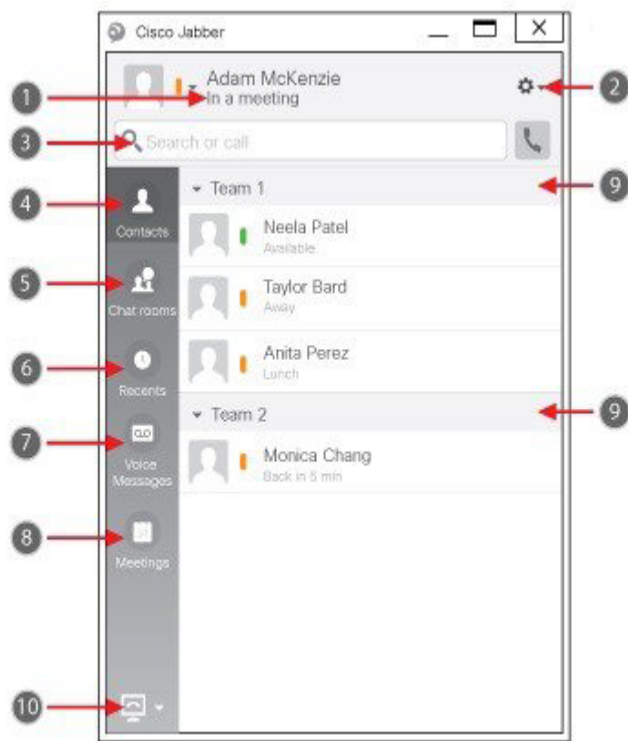 Cisco Jabber
Adam McKenzie
1 In a meeting
2
3 Search or call
4 Contacts
Team 1
9
Neela Patel
Available
5 Chat rooms
Taylor Bard
Away
6 Recents
Anita Perez
Lunch
Team 2
9
7 Voice
Messages
Monica Chang
Back in 5 min
8 Meetings
10